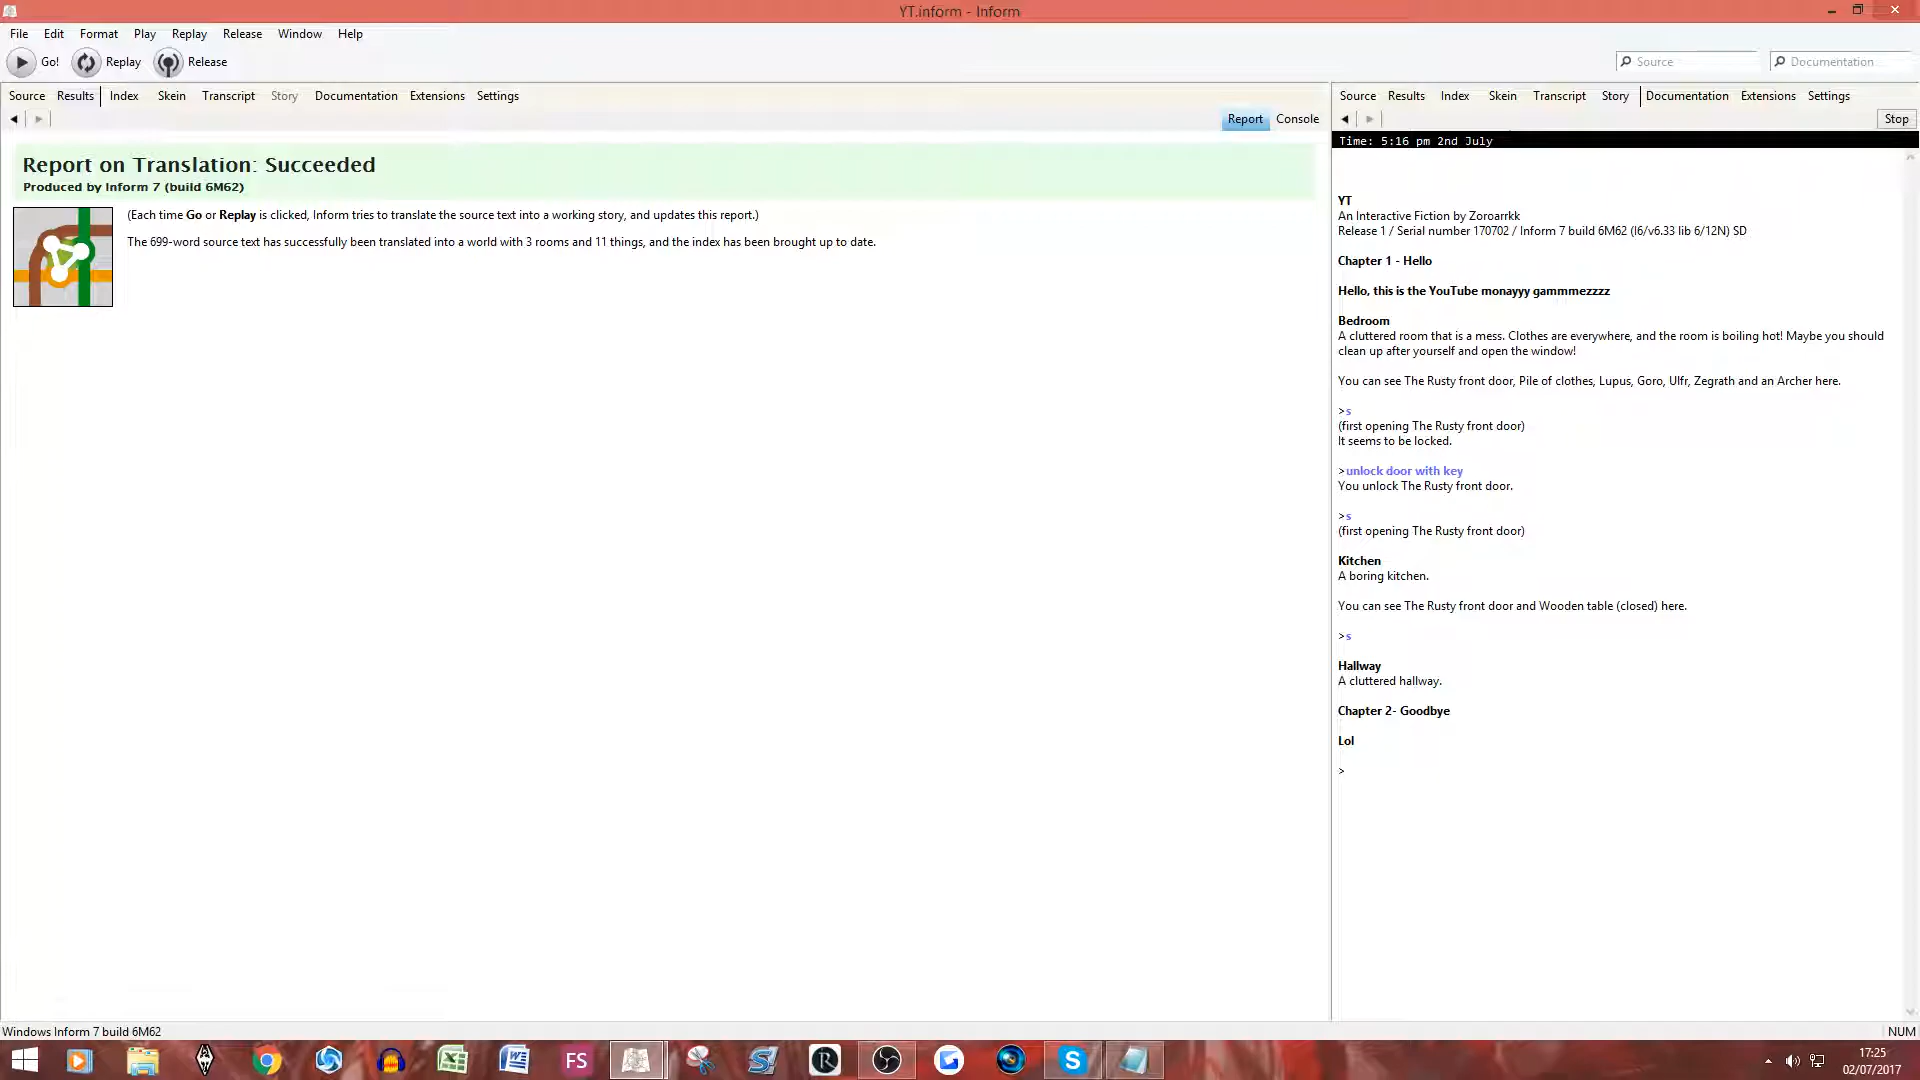 YT.inform - Inform
File Edit Format Play Replay Release Window Help
Go! Replay Release Source Documentation
Source Results Index Skein Transcript Story Documentation Extensions Settings
Report Console
Report on Translation: Succeeded
Produced by Inform 7 (build 6M62)
(Each time Go or Replay is clicked, Inform tries to translate the source text into a working story, and updates this report.)
The 699-word source text has successfully been translated into a world with 3 rooms and 11 things, and the index has been brought up to date.
Source Results Index Skein Transcript Story Documentation Extensions Settings
Stop
Time: 5:16 pm 2nd July
YT
An Interactive Fiction by Zoroarrkk
Release 1 / Serial number 170702 / Inform 7 build 6M62 (I6/v6.33 lib 6/12N) SD
Chapter 1 - Hello
Hello, this is the YouTube monayyy gammmezzzz
Bedroom
A cluttered room that is a mess. Clothes are everywhere, and the room is boiling hot! Maybe you should
clean up after yourself and open the window!
You can see The Rusty front door, Pile of clothes, Lupus, Goro, Ulfr, Zegrath and an Archer here.
>s
(first opening The Rusty front door)
It seems to be locked.
>unlock door with key
You unlock The Rusty front door.
>s
(first opening The Rusty front door)
Kitchen
A boring kitchen.
You can see The Rusty front door and Wooden table (closed) here.
>s
Hallway
A cluttered hallway.
Chapter 2- Goodbye
Lol
>
Windows Inform 7 build 6M62
NUM
FS
17:25
02/07/2017